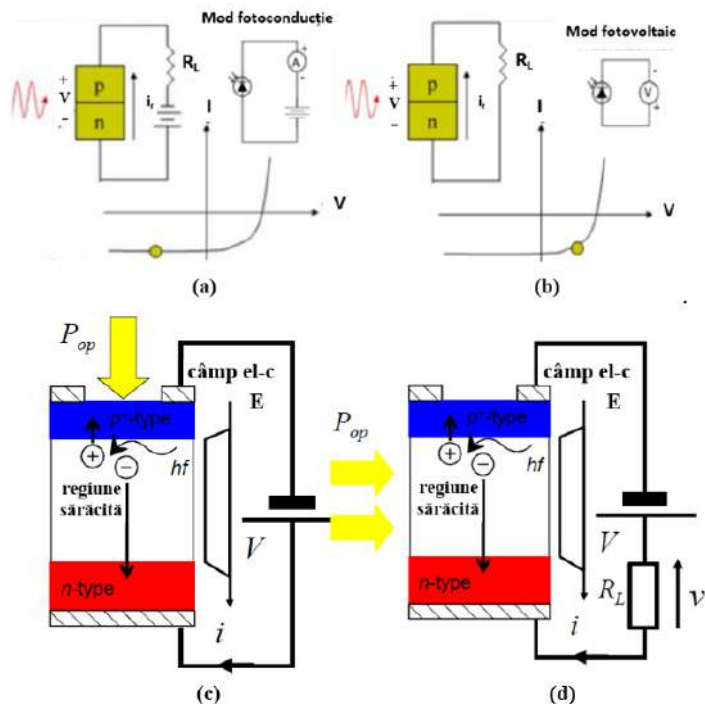 Mod fotoconducție
R_L
A
+
-
p
n
+
V
-
i_r
I
V
(a)
Mod fotovoltaic
R_L
V
-
+
p
n
+
V
-
i_r
I
V
(b)
P_op
câmp el-c
E
p⁺-type
+
-
hf
regiune
sărăcită
n-type
V
i
(c)
P_op
câmp el-c
E
p⁺-type
+
-
hf
regiune
sărăcită
n-type
V
R_L
v
i
(d)